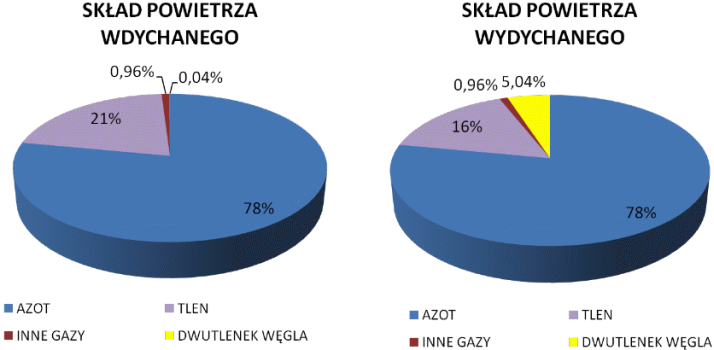 SKŁAD POWIETRZA
WDYCHANEGO
0,96%
0,04%
21%
78%
AZOT
TLEN
INNE GAZY
DWUTLENEK WĘGLA
SKŁAD POWIETRZA
WYDYCHANEGO
0,96%
5,04%
16%
78%
AZOT
TLEN
INNE GAZY
DWUTLENEK WĘGLA